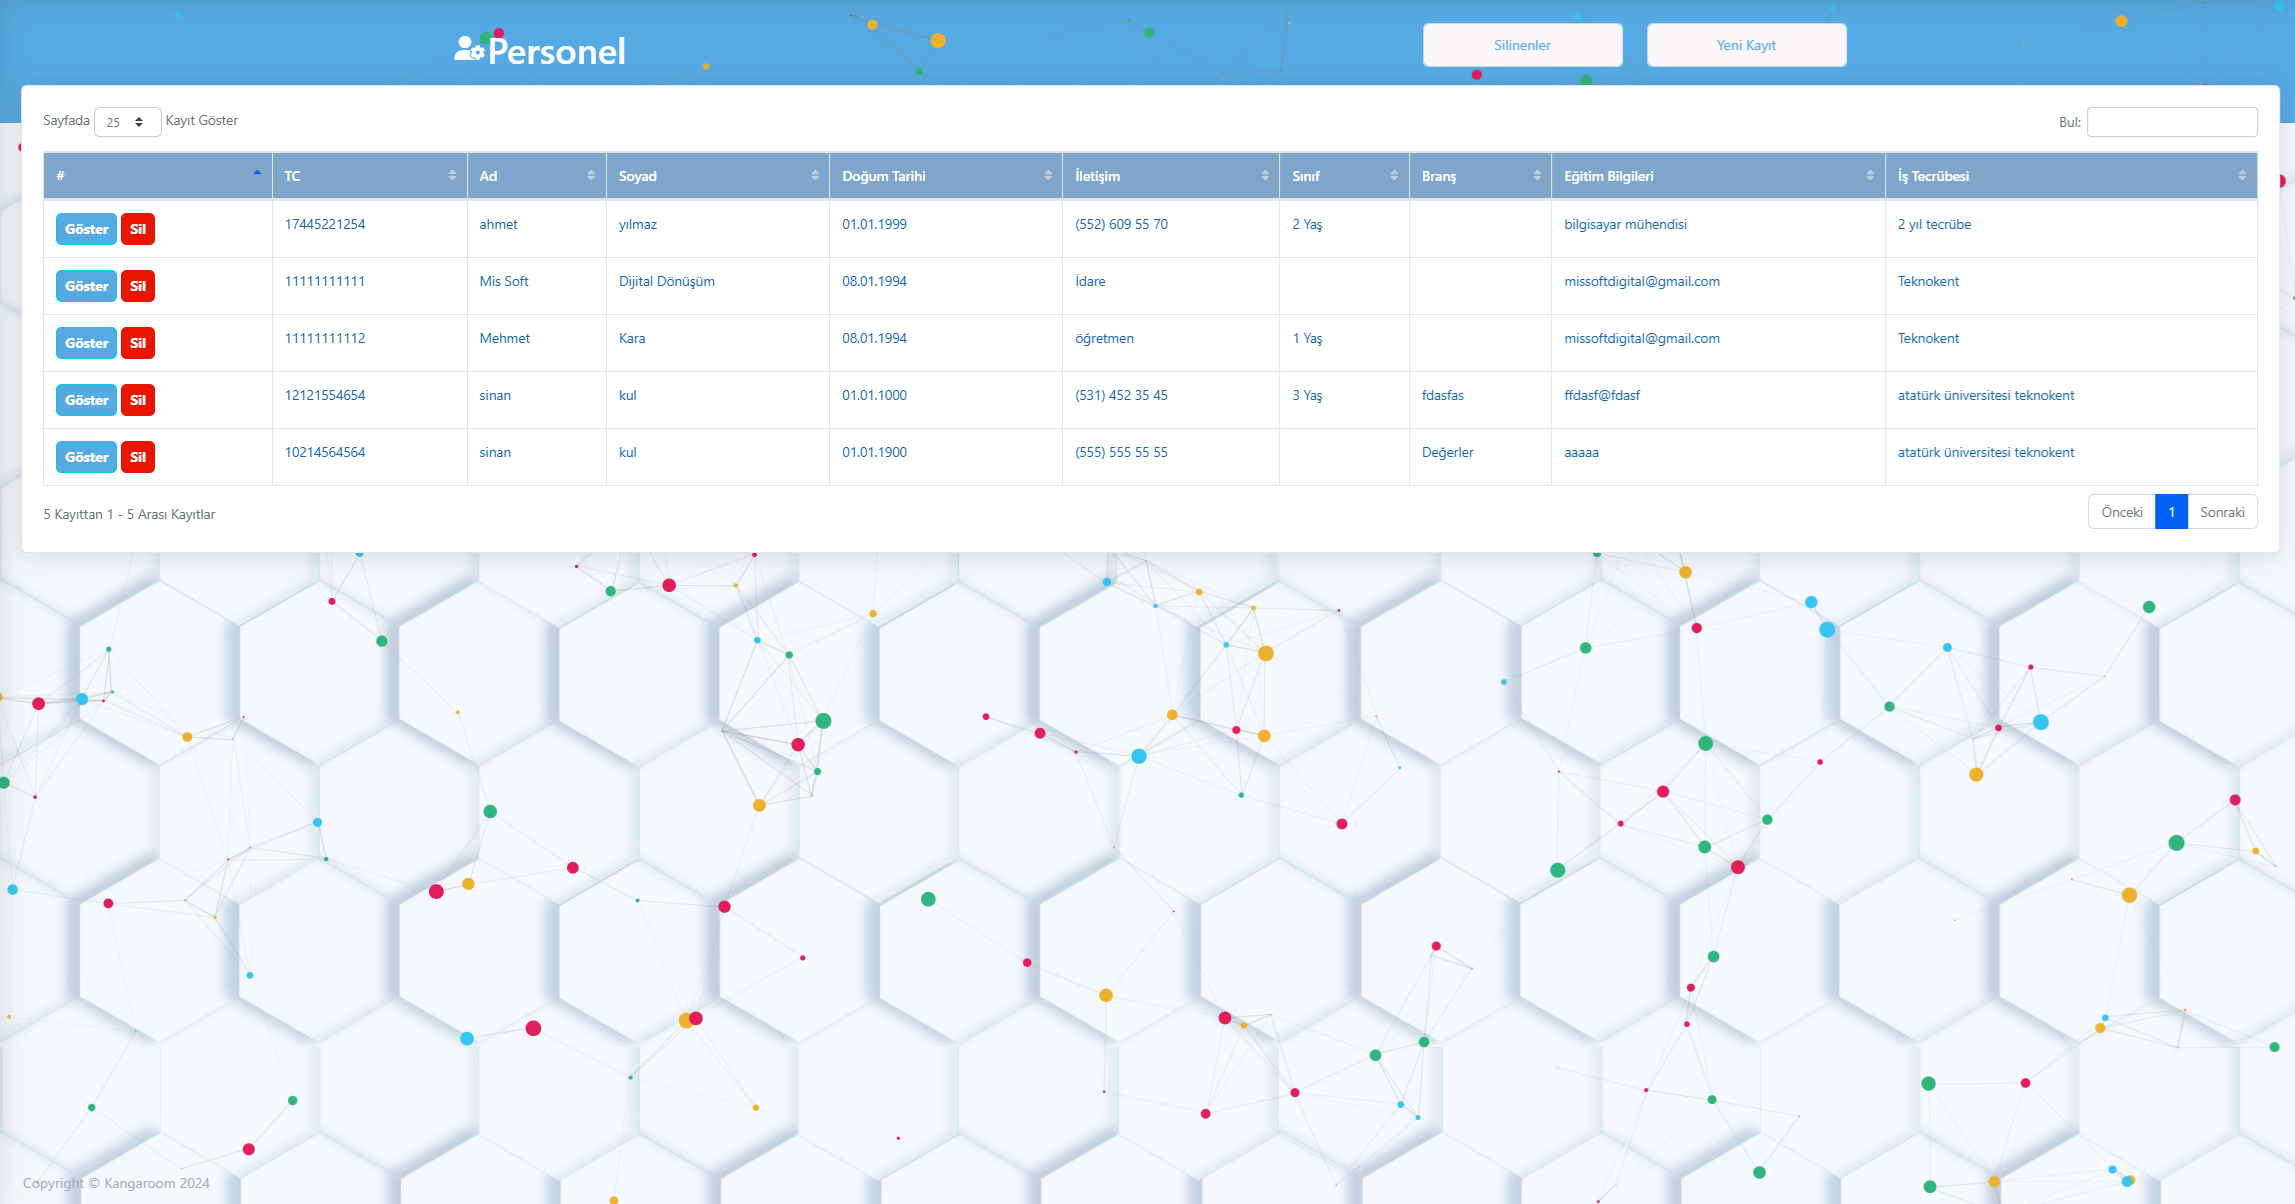 Personel
Silinenler
Yeni Kayıt
Sayfada 25 Kayıt Göster
Bul:
# TC Ad Soyad Doğum Tarihi İletişim Sınıf Branş Eğitim Bilgileri İş Tecrübesi
Göster Sil 17445221254 ahmet yılmaz 01.01.1999 (552) 609 55 70 2 Yaş bilgisayar mühendisi 2 yıl tecrübe
Göster Sil 11111111111 Mis Soft Dijital Dönüşüm 08.01.1994 İdare missoftdigital@gmail.com Teknokent
Göster Sil 11111111112 Mehmet Kara 08.01.1994 öğretmen 1 Yaş missoftdigital@gmail.com Teknokent
Göster Sil 12121554654 sinan kul 01.01.1000 (531) 452 35 45 3 Yaş fdasfas ffdasf@fdasf atatürk üniversitesi teknokent
Göster Sil 10214564564 sinan kul 01.01.1900 (555) 555 55 55 Değerler aaaaa atatürk üniversitesi teknokent
5 Kayıttan 1 - 5 Arası Kayıtlar
Önceki 1 Sonraki
Copyright © Kangaroom 2024